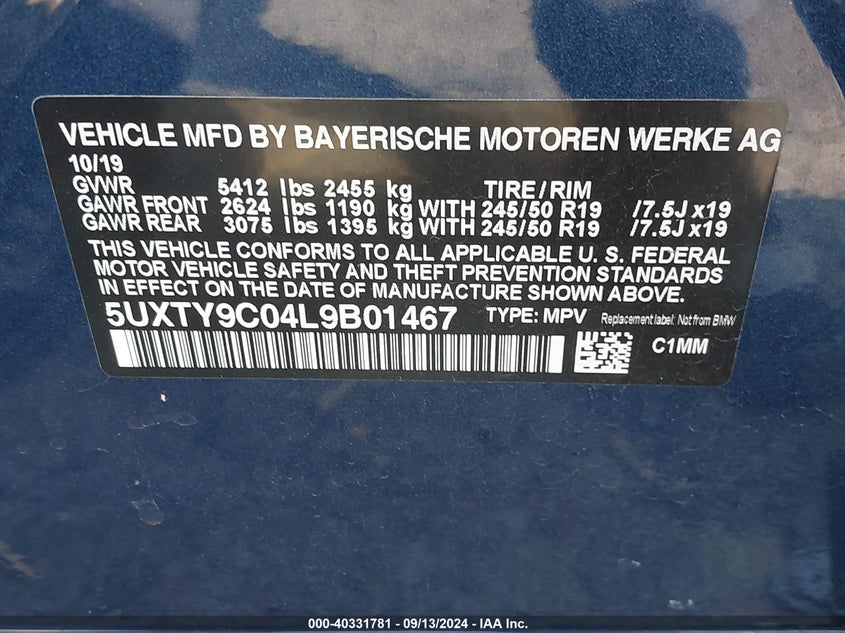 VEHICLE MFD BY BAYERISCHE MOTOREN WERKE AG
10/19
GVWR 5412 lbs 2455 kg TIRE/RIM
GAWR FRONT 2624 lbs 1190 kg WITH 245/50 R19 /7.5J x19
GAWR REAR 3075 lbs 1395 kg WITH 245/50 R19 /7.5J x19
THIS VEHICLE CONFORMS TO ALL APPLICABLE U. S. FEDERAL
MOTOR VEHICLE SAFETY AND THEFT PREVENTION STANDARDS
IN EFFECT ON THE DATE OF MANUFACTURE SHOWN ABOVE:
5UXTY9C04L9B01467 TYPE: MPV Replacement label: Not from BMW
C1MM
000-40331781 - 09/13/2024 - IAA Inc.